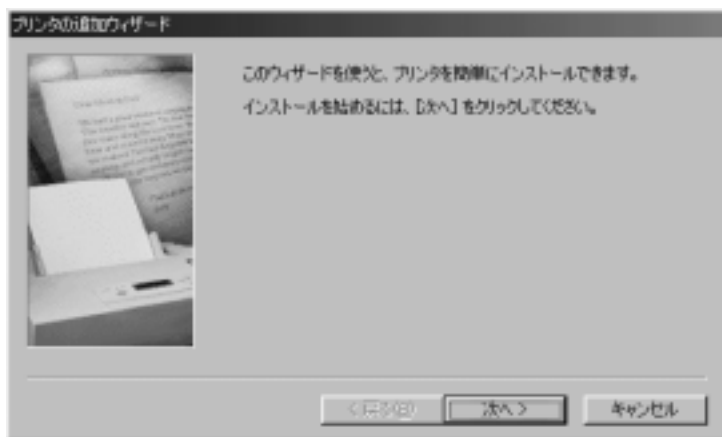 プリンタの追加ウィザード
このウィザードを使うと、プリンタを簡単にインストールできます。
インストールを始めるには、[次へ] をクリックしてください。
< 戻る(B)
次へ >
キャンセル